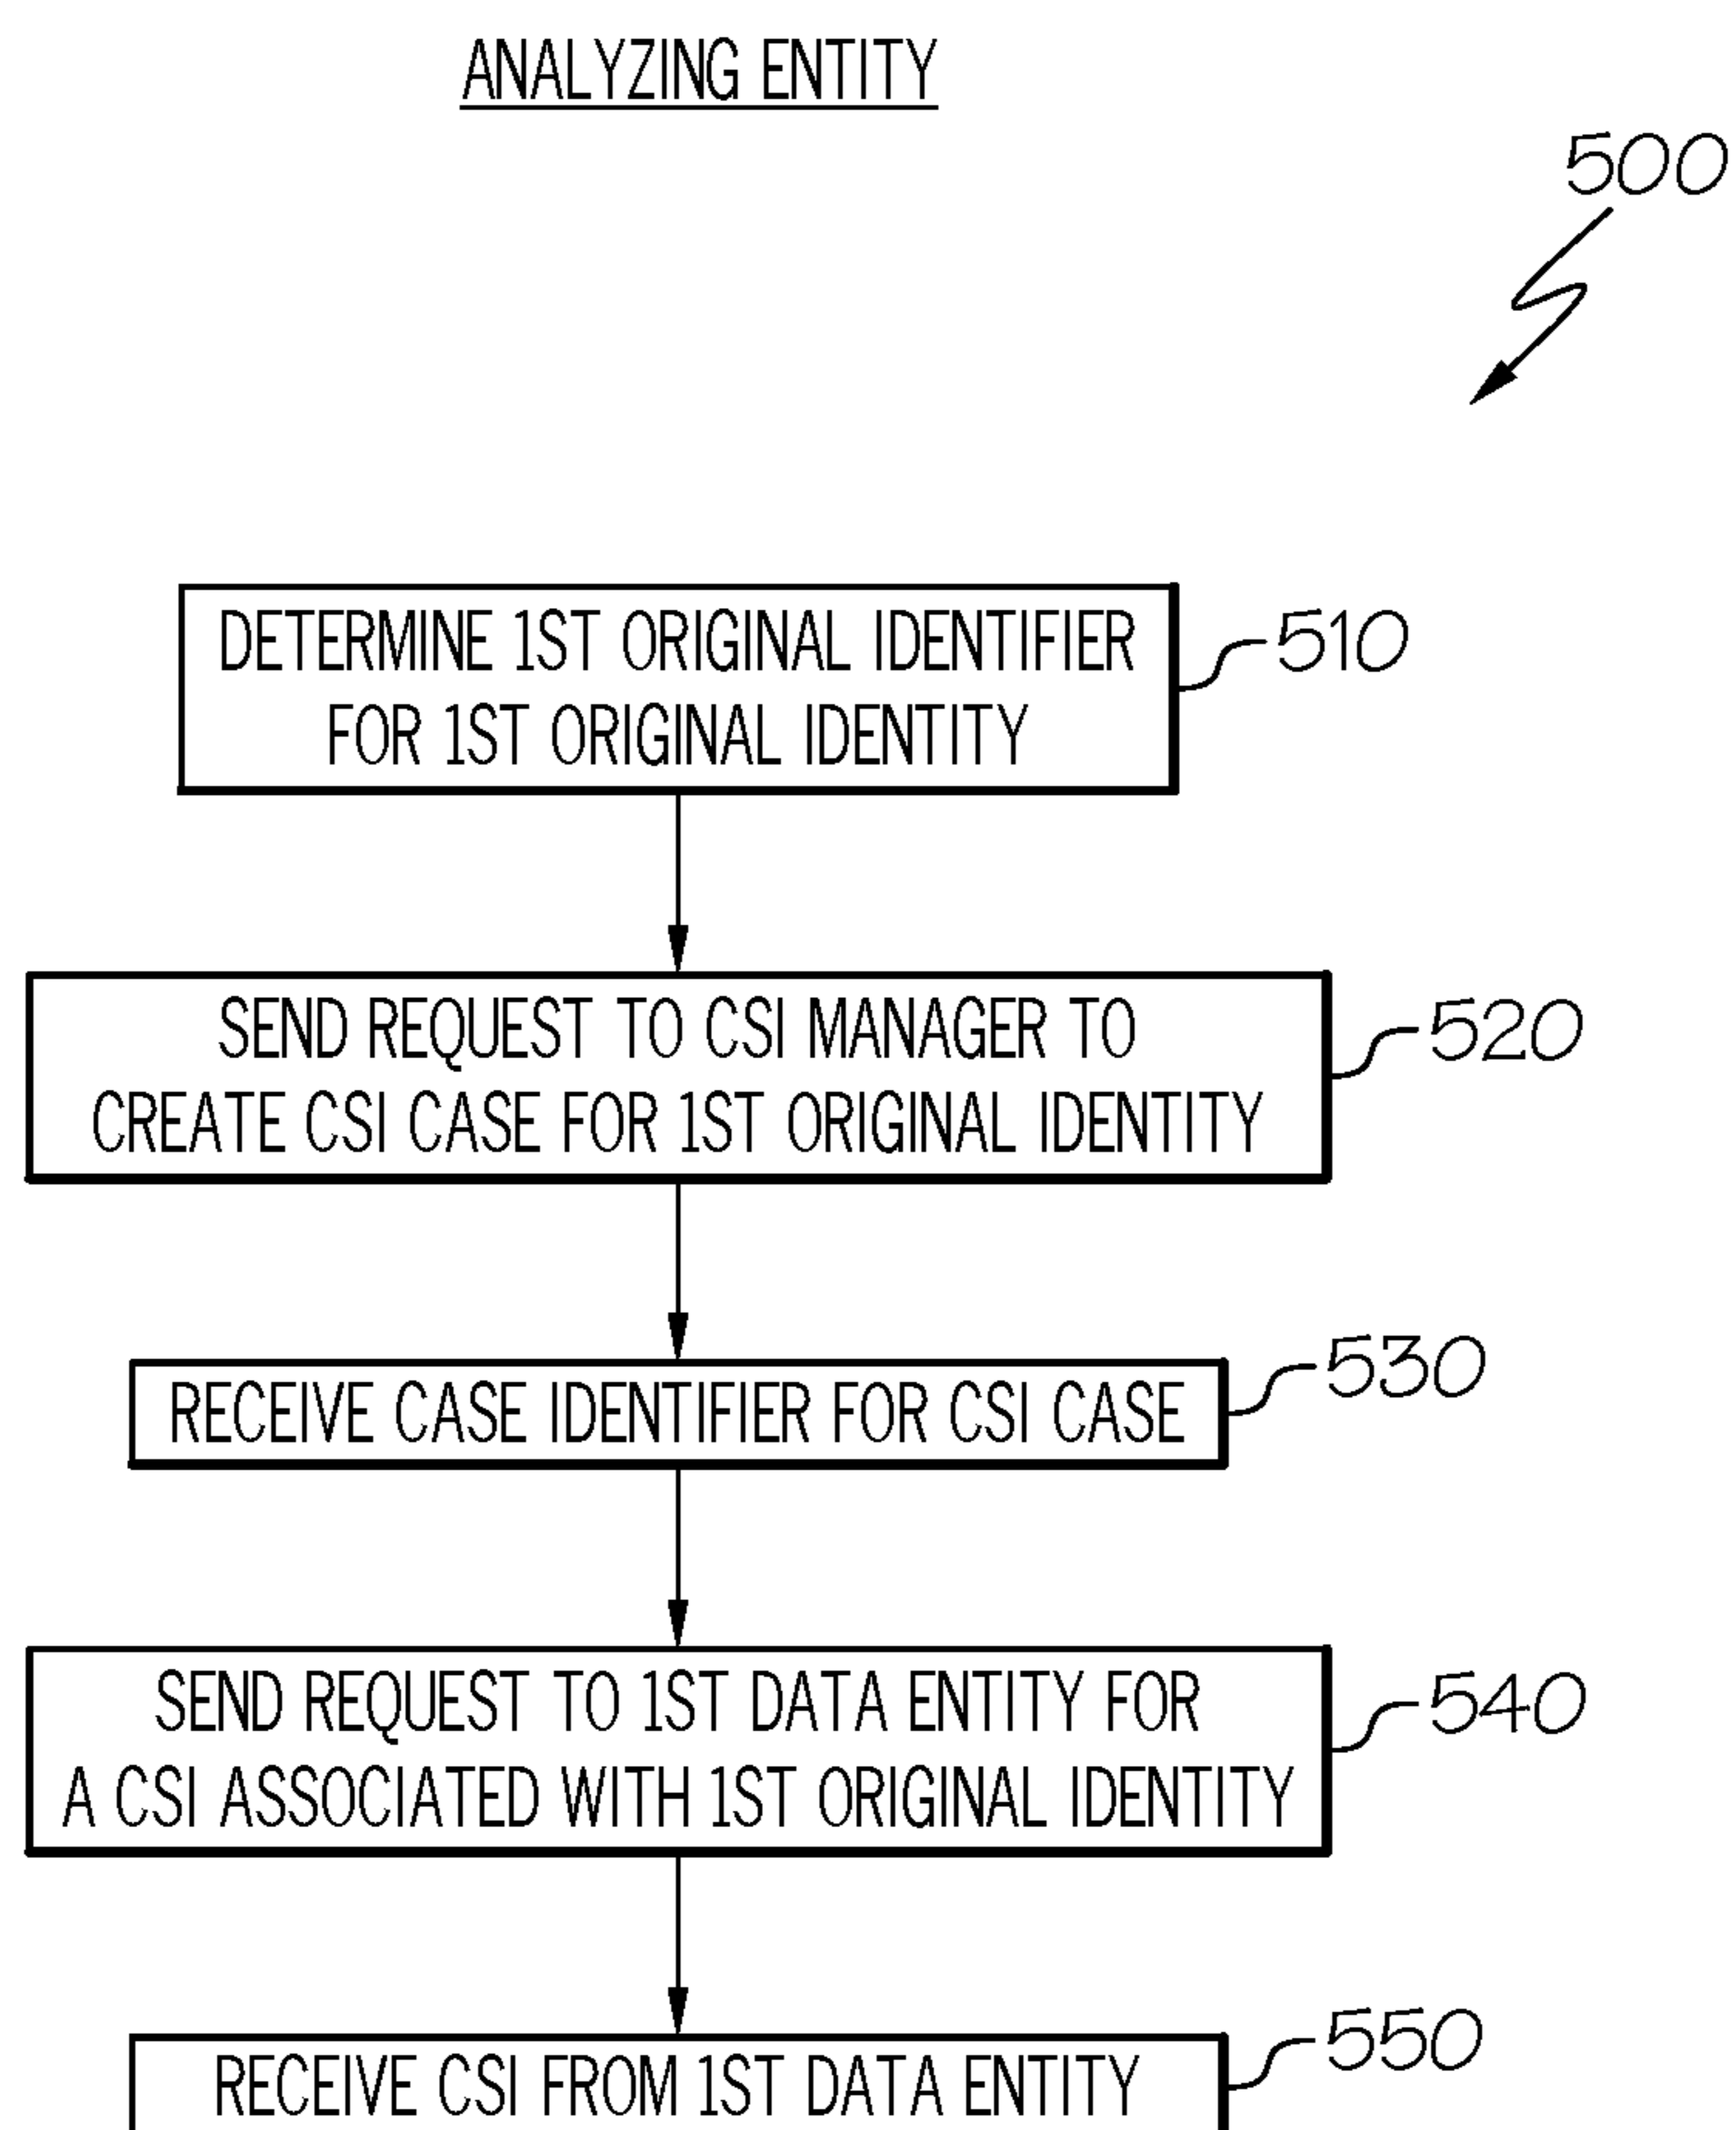 ANALYZING ENTITY
500
DETERMINE 1ST ORIGINAL IDENTIFIER
FOR 1ST ORIGINAL IDENTITY
510
SEND REQUEST TO CSI MANAGER TO
CREATE CSI CASE FOR 1ST ORIGINAL IDENTITY
520
RECEIVE CASE IDENTIFIER FOR CSI CASE
530
SEND REQUEST TO 1ST DATA ENTITY FOR
A CSI ASSOCIATED WITH 1ST ORIGINAL IDENTITY
540
RECEIVE CSI FROM 1ST DATA ENTITY
550